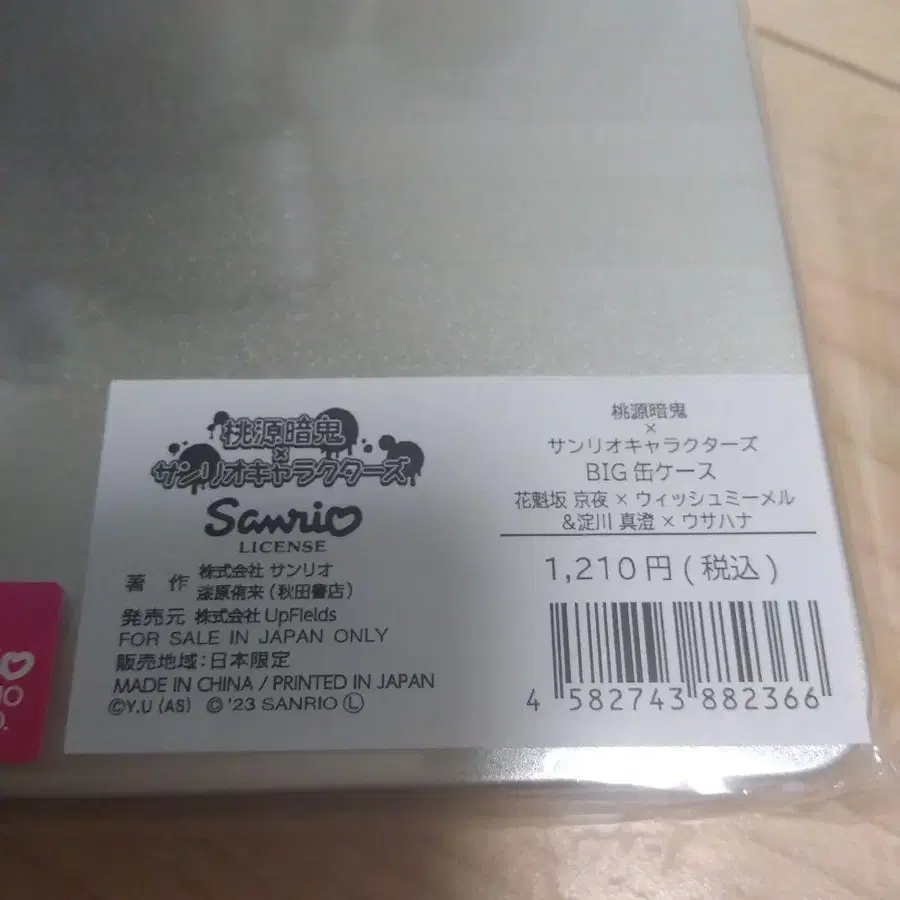 桃源暗鬼
×
サンリオキャラクターズ
Sanrio
LICENSE
著 作 株式会社 サンリオ
漆原侑来 (秋田書店)
発売元 株式会社 UpFields
FOR SALE IN JAPAN ONLY
販売地域:日本限定
MADE IN CHINA / PRINTED IN JAPAN
©Y.U (AS) © '23 SANRIO Ⓛ
桃源暗鬼
×
サンリオキャラクターズ
BIG 缶ケース
花魁坂 京夜 × ウィッシュミーメル
&淀川 真澄 × ウサハナ
1,210円 (税込)
4 582743 882366